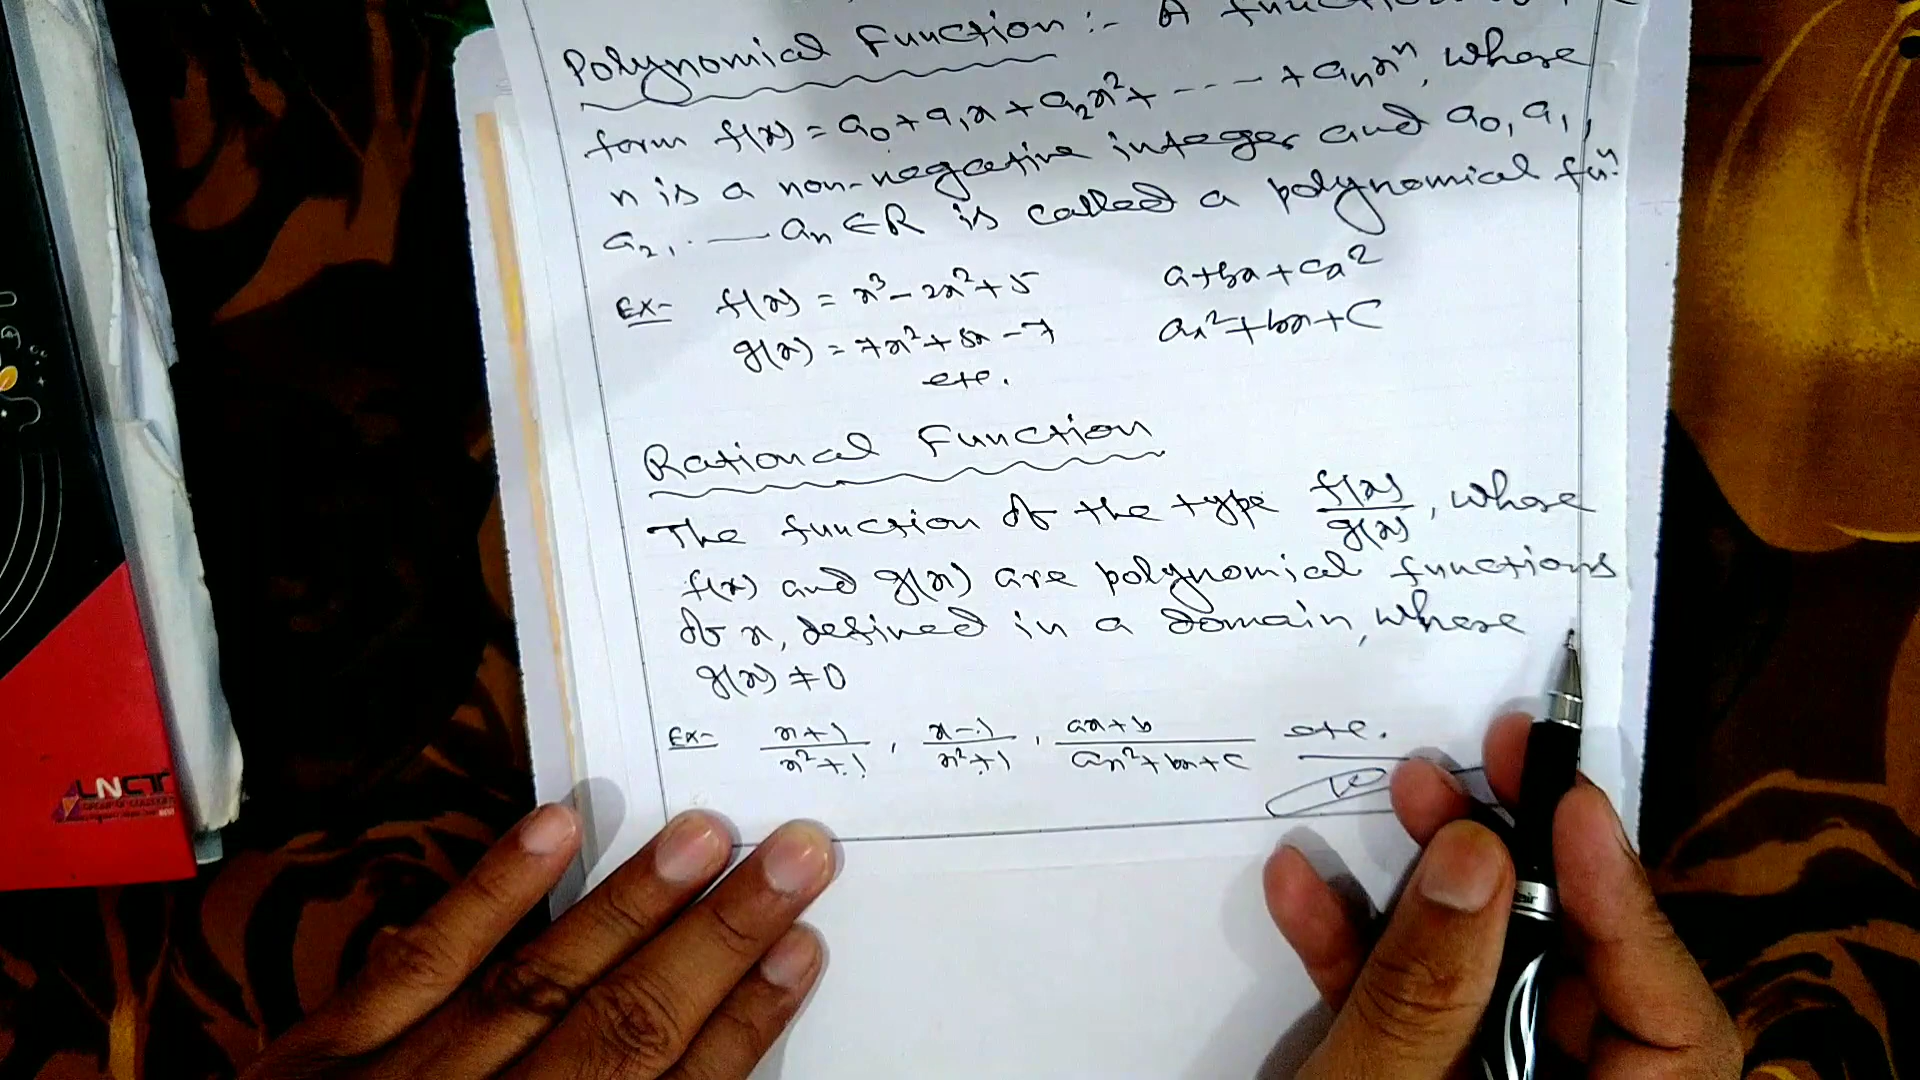 Polynomial Function :- A function
form f(x) = a₀ + a₁x + a₂x² + ---- + aₙxⁿ, where
n is a non-negative integer and a₀, a₁,
a₂, .— aₙ ∈ R is called a polynomial fuⁿ.
Ex- f(x) = x³ - 2x² + 5
a + bx + cx²
g(x) = 7x² + 8x - 7
ax² + bx + c
etc.
Rational Function
The function of the type f(x)/g(x), where
f(x) and g(x) are polynomial functions
of x, defined in a domain, where
g(x) ≠ 0
Ex- x+1/x²+1, x-1/x²+1, ax+b/ax²+bx+c etc.
LNCT